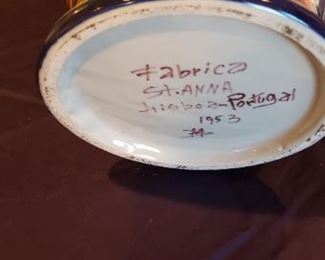 Fabrica
St. ANNA
Lisboa-Portugal
1953